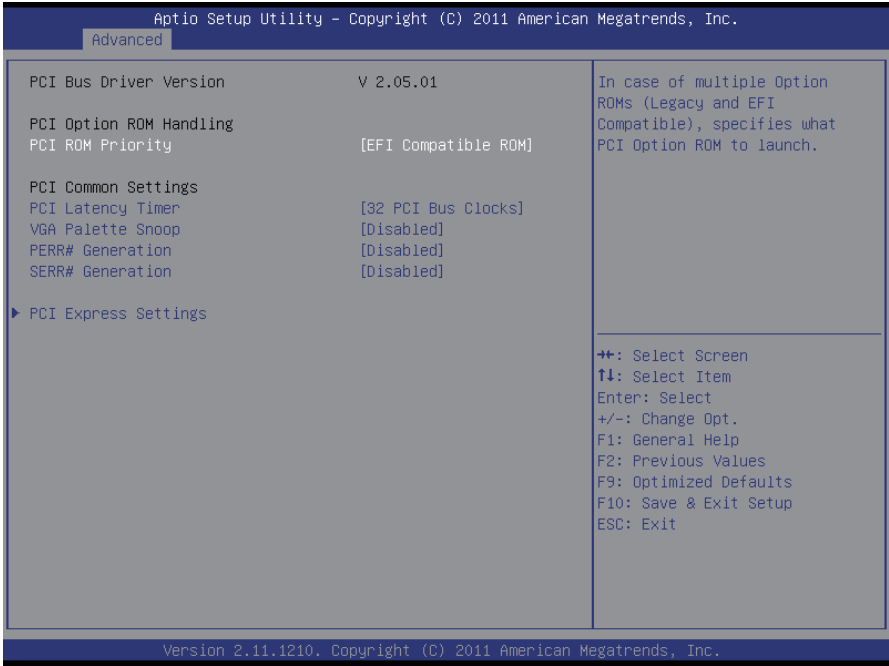 Aptio Setup Utility – Copyright (C) 2011 American Megatrends, Inc.
Advanced
PCI Bus Driver Version V 2.05.01
PCI Option ROM Handling
PCI ROM Priority [EFI Compatible ROM]
PCI Common Settings
PCI Latency Timer [32 PCI Bus Clocks]
VGA Palette Snoop [Disabled]
PERR# Generation [Disabled]
SERR# Generation [Disabled]
▶ PCI Express Settings
In case of multiple Option
ROMs (Legacy and EFI
Compatible), specifies what
PCI Option ROM to launch.
→←: Select Screen
↑↓: Select Item
Enter: Select
+/-: Change Opt.
F1: General Help
F2: Previous Values
F9: Optimized Defaults
F10: Save & Exit Setup
ESC: Exit
Version 2.11.1210. Copyright (C) 2011 American Megatrends, Inc.